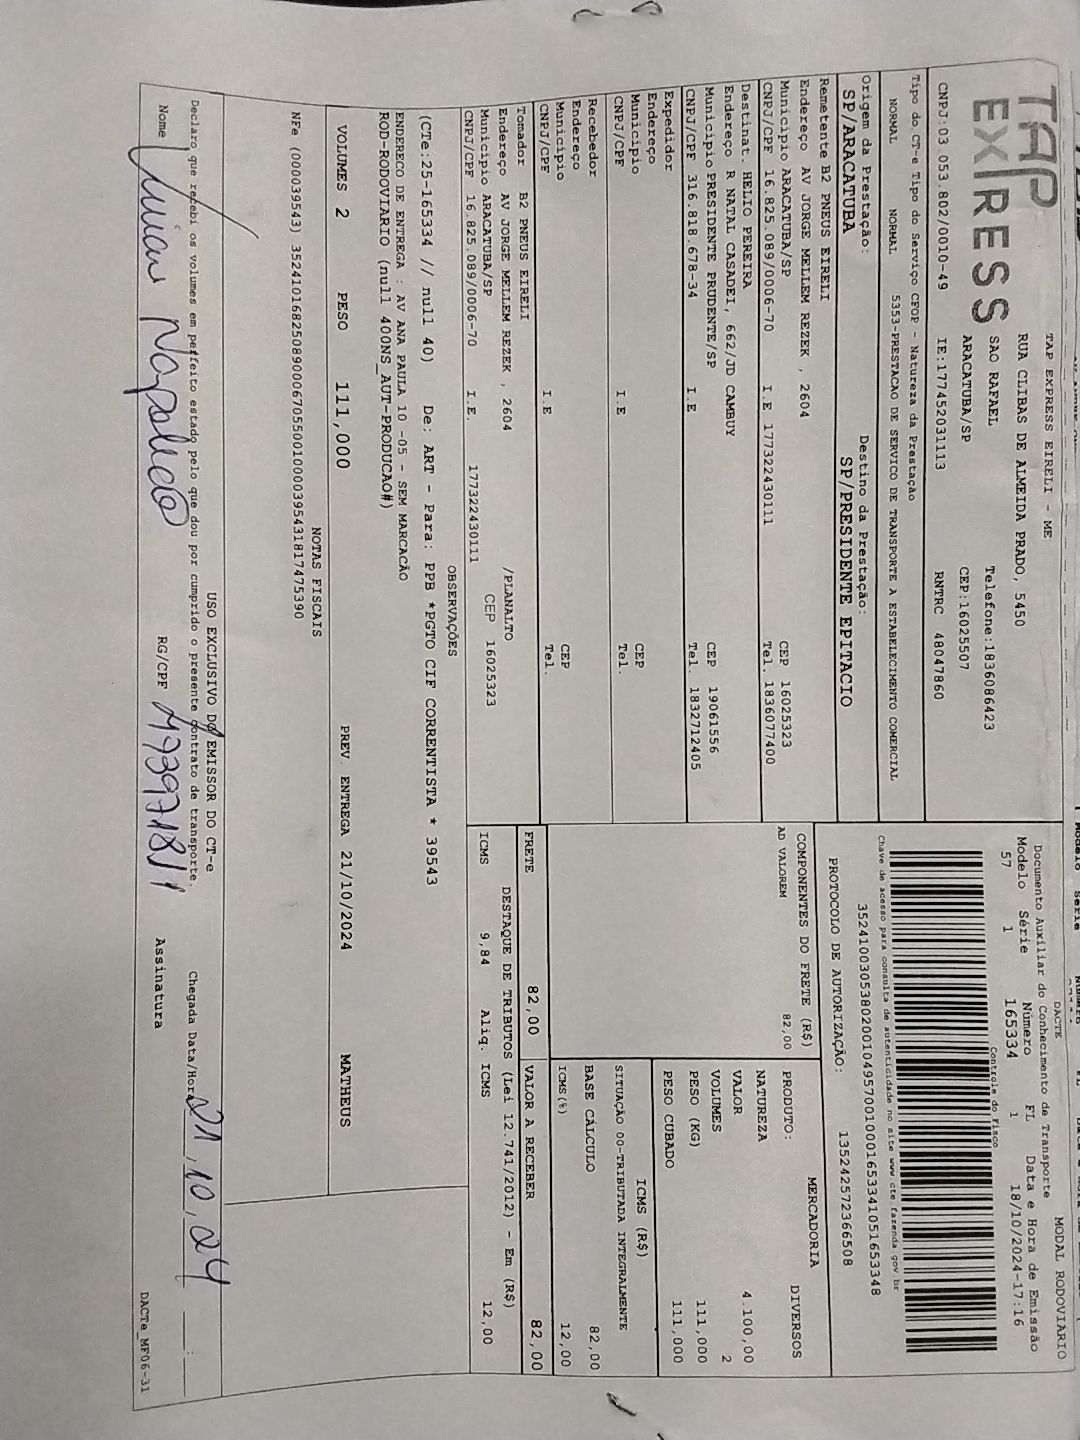 TAP
EXPRESS
TAP EXPRESS EIRELI - ME
RUA CLIBAS DE ALMEIDA PRADO, 5450
SAO RAFAEL Telefone:1836086423
ARACATUBA/SP CEP:16025507
CNPJ:03.053.802/0010-49 IE:177452031113 RNTRC 48047860
DACTE MODAL RODOVIÁRIO
Documento Auxiliar do Conhecimento de Transporte
Modelo Série Número FL Data e Hora de Emissão
57 1 165334 1 18/10/2024-17:16
Controle do Fisco
Chave de acesso para consulta de autenticidade no site www.cte.fazenda.gov.br
35241003053802001049570010001653341051653348
PROTOCOLO DE AUTORIZAÇÃO: 135242572366508
Tipo do CT-e Tipo do Serviço CFOP - Natureza da Prestação
NORMAL NORMAL 5353-PRESTACAO DE SERVICO DE TRANSPORTE A ESTABELECIMENTO COMERCIAL
Origem da Prestação: Destino da Prestação:
SP/ARACATUBA SP/PRESIDENTE EPITACIO
Remetente B2 PNEUS EIRELI
Endereço AV JORGE MELLEM REZEK , 2604
Município ARACATUBA/SP CEP 16025323
CNPJ/CPF 16.825.089/0006-70 I.E 177322430111 Tel. 1836077400
Destinat. HELIO PEREIRA
Endereço R NATAL CASADEI, 662/JD CAMBUY
Município PRESIDENTE PRUDENTE/SP CEP 19061556
CNPJ/CPF 316.818.678-34 I.E Tel. 1832712405
Expedidor
Endereço
Município CEP
CNPJ/CPF I.E Tel.
Recebedor
Endereço
Município CEP
CNPJ/CPF I.E Tel.
Tomador B2 PNEUS EIRELI
Endereço AV JORGE MELLEM REZEK , 2604 /PLANALTO
Município ARACATUBA/SP CEP 16025323
CNPJ/CPF 16.825.089/0006-70 I.E. 177322430111
COMPONENTES DO FRETE (R$)
AD VALOREM 82,00
MERCADORIA
PRODUTO: DIVERSOS
NATUREZA
VALOR 4.100,00
VOLUMES 2
PESO (KG) 111,000
PESO CUBADO 111,000
ICMS (R$)
SITUAÇÃO 00-TRIBUTADA INTEGRALMENTE
BASE CÁLCULO 82,00
ICMS(%) 12,00
FRETE 82,00 VALOR A RECEBER 82,00
DESTAQUE DE TRIBUTOS (Lei 12.741/2012) - Em (R$)
ICMS 9,84 Aliq. ICMS 12,00
OBSERVAÇÕES
(CTe:25-165334 // null 40) De: ART - Para: PPB *PGTO CIF CORRENTISTA * 39543
ENDERECO DE ENTREGA : AV ANA PAULA 10 -05 - SEM MARCACAO
ROD-RODOVIARIO (null 400NS_AUT-PRODUCAO#)
VOLUMES 2 PESO 111,000 PREV. ENTREGA 21/10/2024 MATHEUS
NOTAS FISCAIS
NFe (000039543) 35241016825089000670550010000395431817475390
USO EXCLUSIVO DO EMISSOR DO CT-e
Declaro que recebi os volumes em perfeito estado pelo que dou por cumprido o presente contrato de transporte. Chegada Data/Hora 21,10,24
Nome RG/CPF Assinatura
DACTe_MF06-31